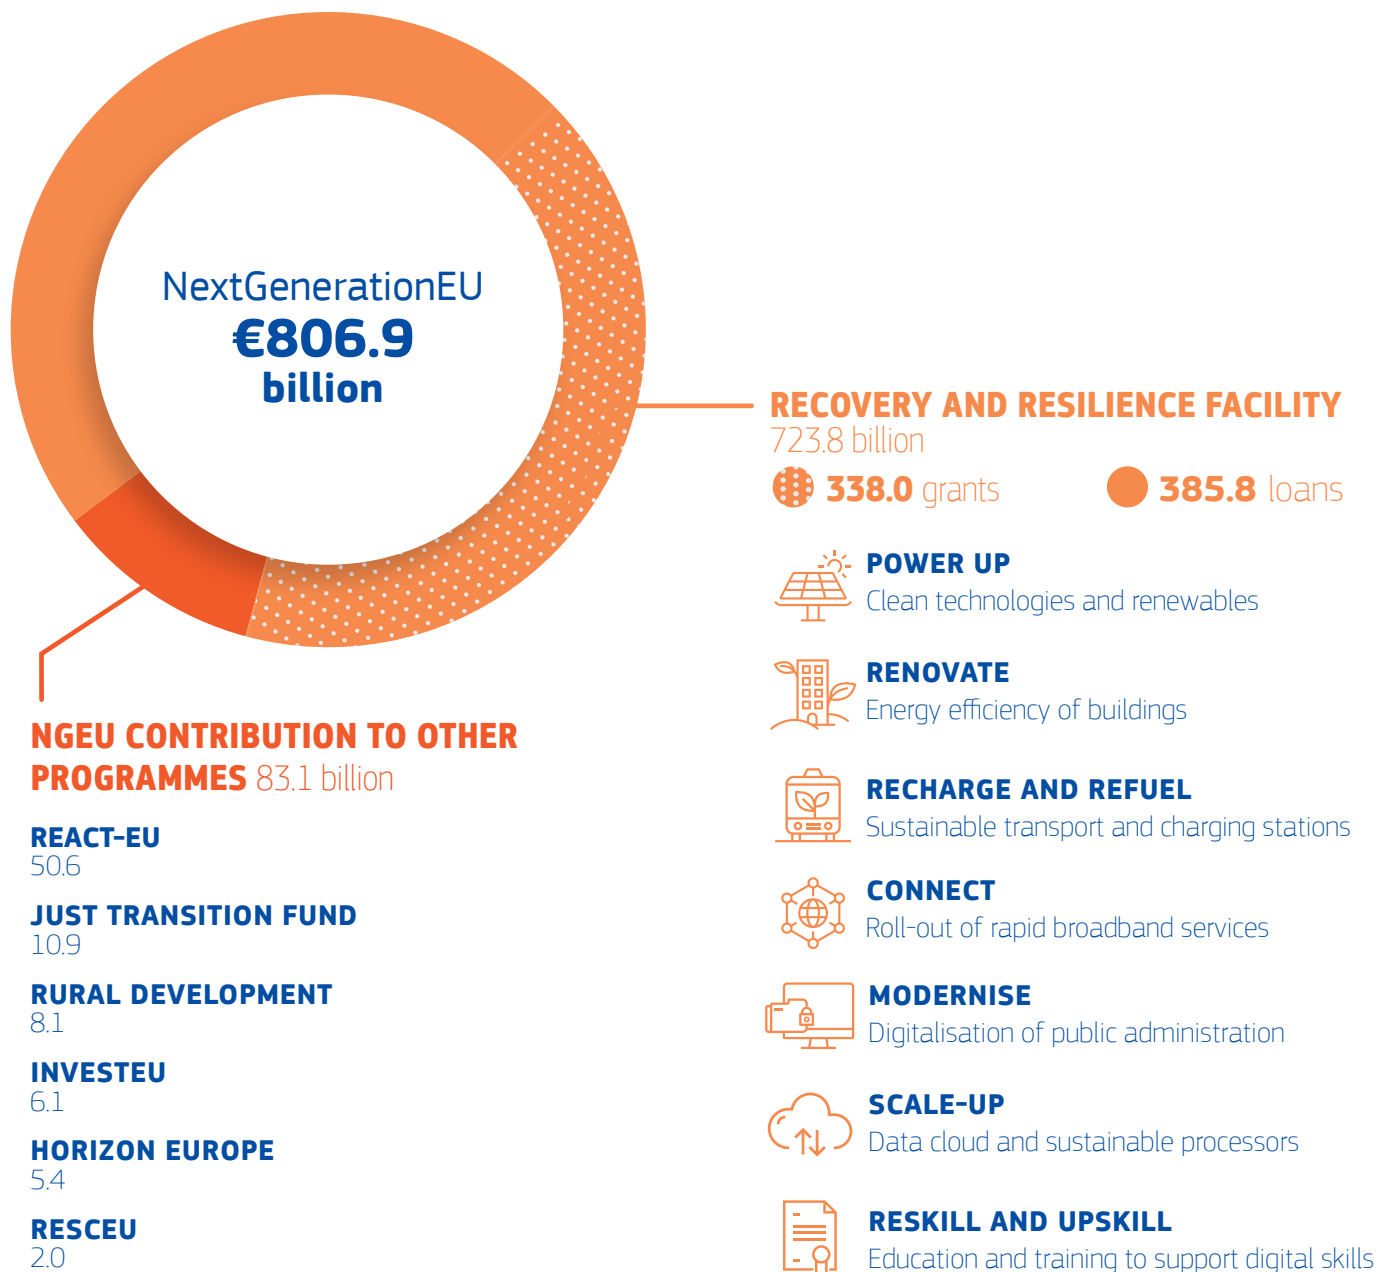 NextGenerationEU
€806.9
billion
RECOVERY AND RESILIENCE FACILITY
723.8 billion
338.0 grants
385.8 loans
POWER UP
Clean technologies and renewables
RENOVATE
Energy efficiency of buildings
RECHARGE AND REFUEL
Sustainable transport and charging stations
CONNECT
Roll-out of rapid broadband services
MODERNISE
Digitalisation of public administration
SCALE-UP
Data cloud and sustainable processors
RESKILL AND UPSKILL
Education and training to support digital skills
NGEU CONTRIBUTION TO OTHER
PROGRAMMES 83.1 billion
REACT-EU
50.6
JUST TRANSITION FUND
10.9
RURAL DEVELOPMENT
8.1
INVESTEU
6.1
HORIZON EUROPE
5.4
RESCEU
2.0